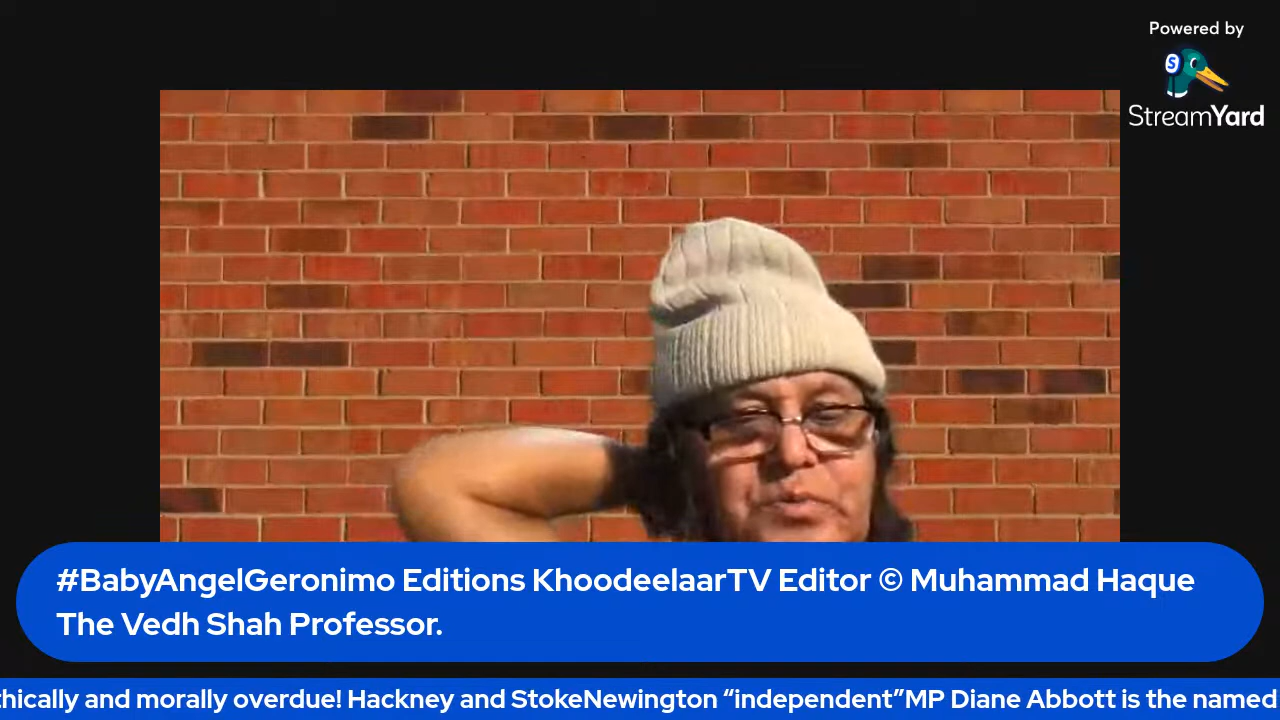 Powered by
StreamYard
#BabyAngelGeronimo Editions KhoodeelaarTV Editor © Muhammad Haque
The Vedh Shah Professor.
and morally overdue! Hackney and StokeNewington “independent”MP Diane Abbott is the named